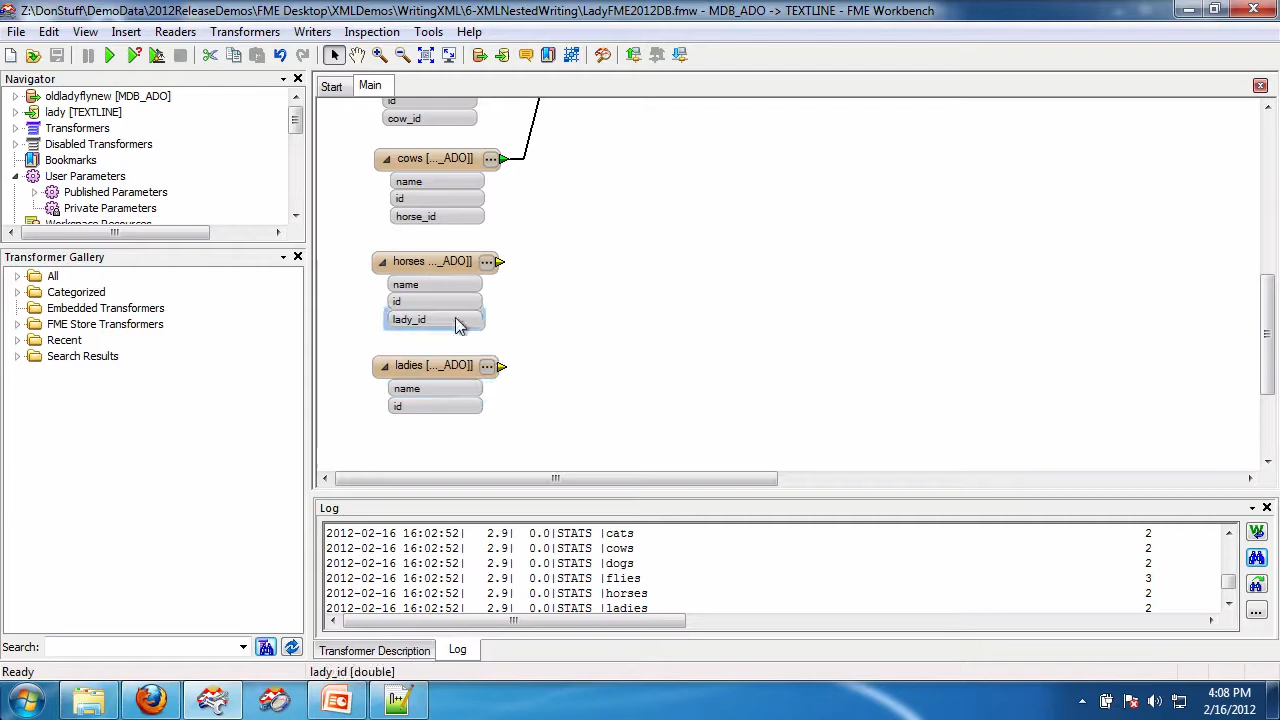 Z:\DonStuff\DemoData\2012ReleaseDemos\FME Desktop\XMLDemos\WritingXML\6-XMLNestedWriting\LadyFME2012DB.fmw - MDB_ADO -> TEXTLINE - FME Workbench
File Edit View Insert Readers Transformers Writers Inspection Tools Help
Navigator
oldladyflynew [MDB_ADO]
lady [TEXTLINE]
Transformers
Disabled Transformers
Bookmarks
User Parameters
Published Parameters
Private Parameters
Workspace Resources
Transformer Gallery
All
Categorized
Embedded Transformers
FME Store Transformers
Recent
Search Results
Search:
Start Main
id
cow_id
cows [..._ADO]]
name
id
horse_id
horses ..._ADO]]
name
id
lady_id
ladies [..._ADO]]
name
id
Log
2012-02-16 16:02:52| 2.9| 0.0|STATS |cats 2
2012-02-16 16:02:52| 2.9| 0.0|STATS |cows 2
2012-02-16 16:02:52| 2.9| 0.0|STATS |dogs 2
2012-02-16 16:02:52| 2.9| 0.0|STATS |flies 3
2012-02-16 16:02:52| 2.9| 0.0|STATS |horses 2
2012-02-16 16:02:52| 2.9| 0.0|STATS |ladies 2
Transformer Description Log
Ready lady_id [double]
4:08 PM
2/16/2012